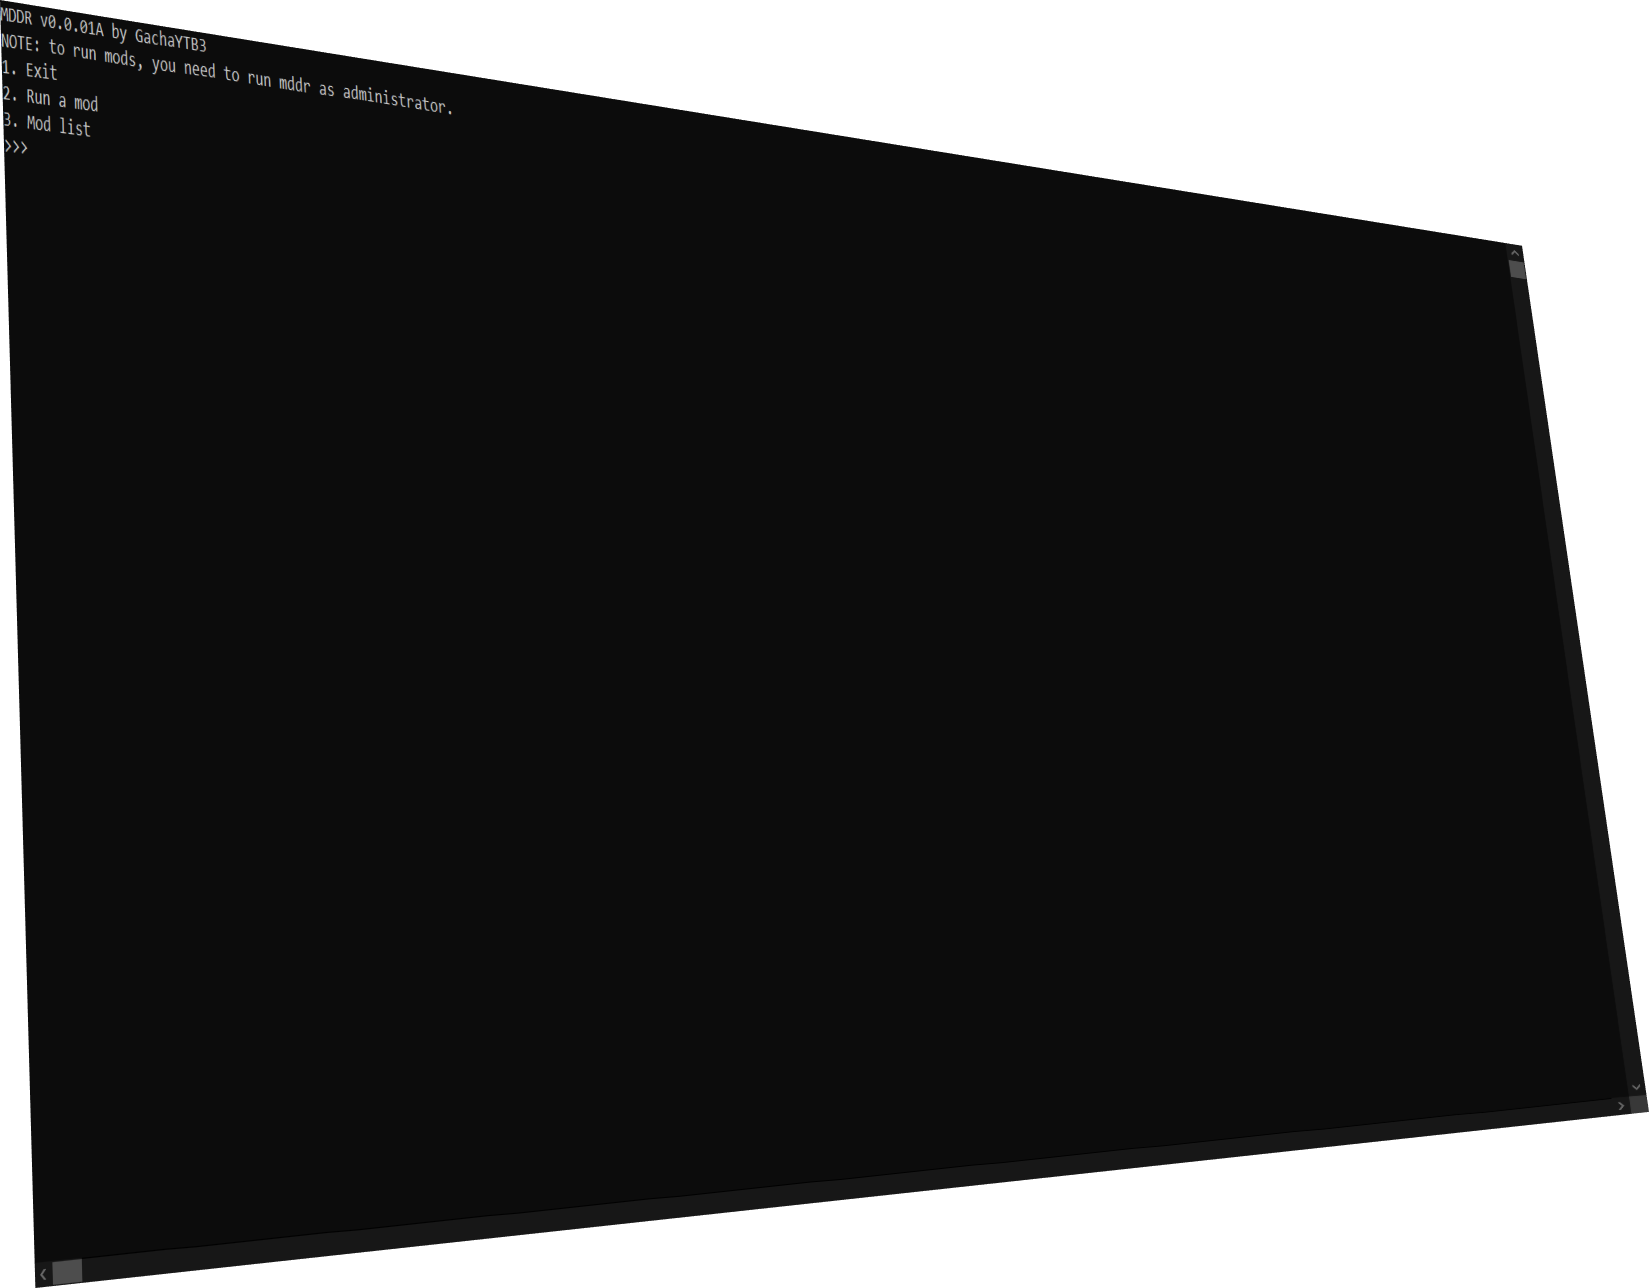 MDDR v0.0.01A by GachaYTB3
NOTE: to run mods, you need to run mddr as administrator.
1. Exit
2. Run a mod
3. Mod list
>>>